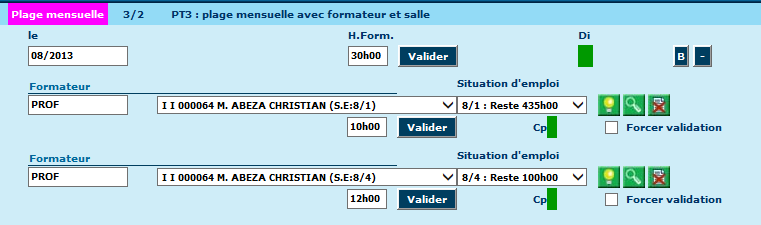 Plage mensuelle 3/2 PT3 : plage mensuelle avec formateur et salle
le H.Form. Di
08/2013 30h00 Valider B -
Formateur Situation d'emploi
PROF I I 000064 M. ABEZA CHRISTIAN (S.E:8/1) 8/1 : Reste 435h00
10h00 Valider Cp Forcer validation
Formateur Situation d'emploi
PROF I I 000064 M. ABEZA CHRISTIAN (S.E:8/4) 8/4 : Reste 100h00
12h00 Valider Cp Forcer validation